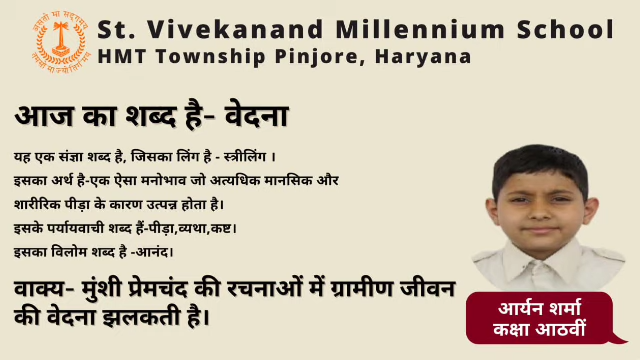 St. Vivekanand Millennium School
HMT Township Pinjore, Haryana
आज का शब्द है- वेदना
यह एक संज्ञा शब्द है, जिसका लिंग है - स्त्रीलिंग ।
इसका अर्थ है-एक ऐसा मनोभाव जो अत्यधिक मानसिक और
शारीरिक पीड़ा के कारण उत्पन्न होता है।
इसके पर्यायवाची शब्द हैं-पीड़ा,व्यथा,कष्ट।
इसका विलोम शब्द है -आनंद।
वाक्य- मुंशी प्रेमचंद की रचनाओं में ग्रामीण जीवन
की वेदना झलकती है।
आर्यन शर्मा
कक्षा आठवीं